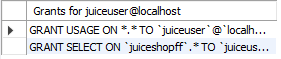 Grants for juiceuser@localhost
GRANT USAGE ON *.* TO `juiceuser`@`localh...
GRANT SELECT ON `juiceshopff`.* TO `juiceus...